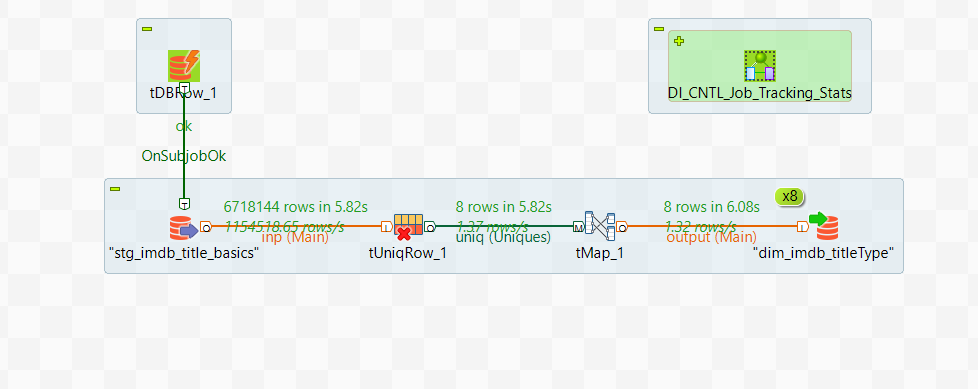 tDBRow_1
DI_CNTL_Job_Tracking_Stats
ok
OnSubjobOk
x8
6718144 rows in 5.82s
8 rows in 5.82s
8 rows in 6.08s
1154518.65 rows/s
1.37 rows/s
1.32 rows/s
inp (Main)
uniq (Uniques)
output (Main)
"stg_imdb_title_basics"
tUniqRow_1
tMap_1
"dim_imdb_titleType"